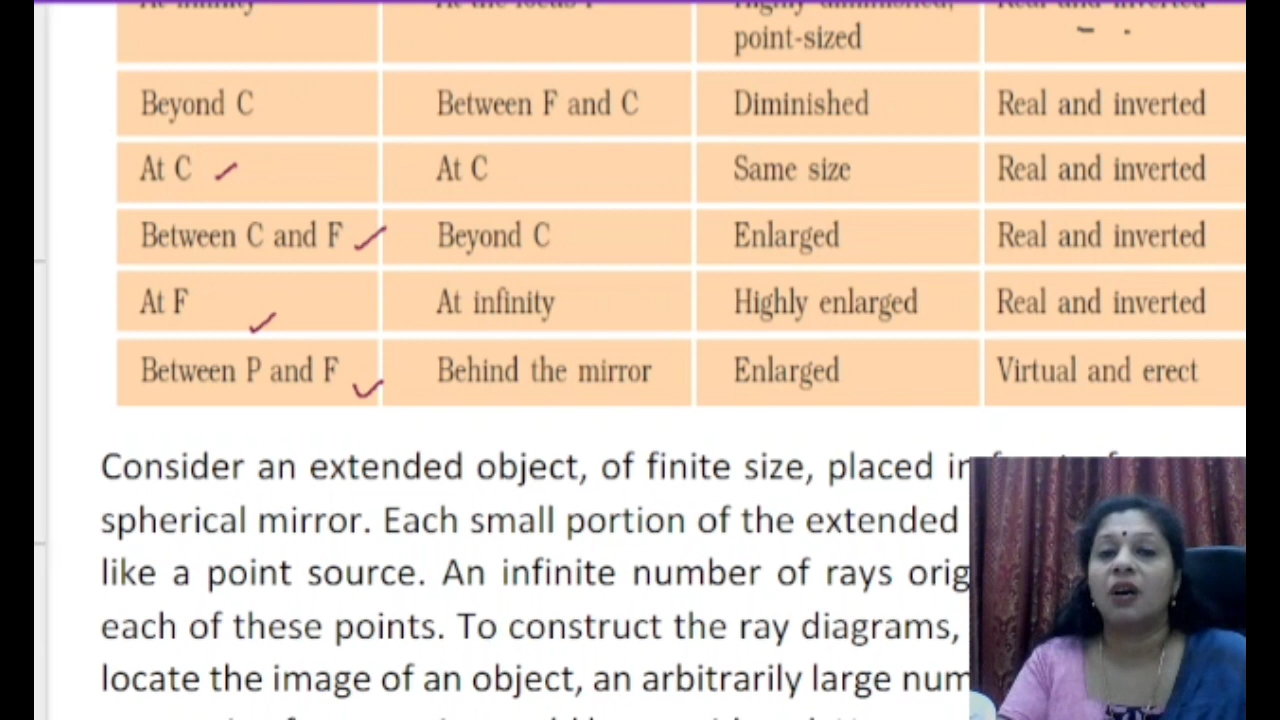 point-sized
Beyond C Between F and C Diminished Real and inverted
At C At C Same size Real and inverted
Between C and F Beyond C Enlarged Real and inverted
At F At infinity Highly enlarged Real and inverted
Between P and F Behind the mirror Enlarged Virtual and erect
Consider an extended object, of finite size, placed
spherical mirror. Each small portion of the extended
like a point source. An infinite number of rays
each of these points. To construct the ray diagrams,
locate the image of an object, an arbitrarily large